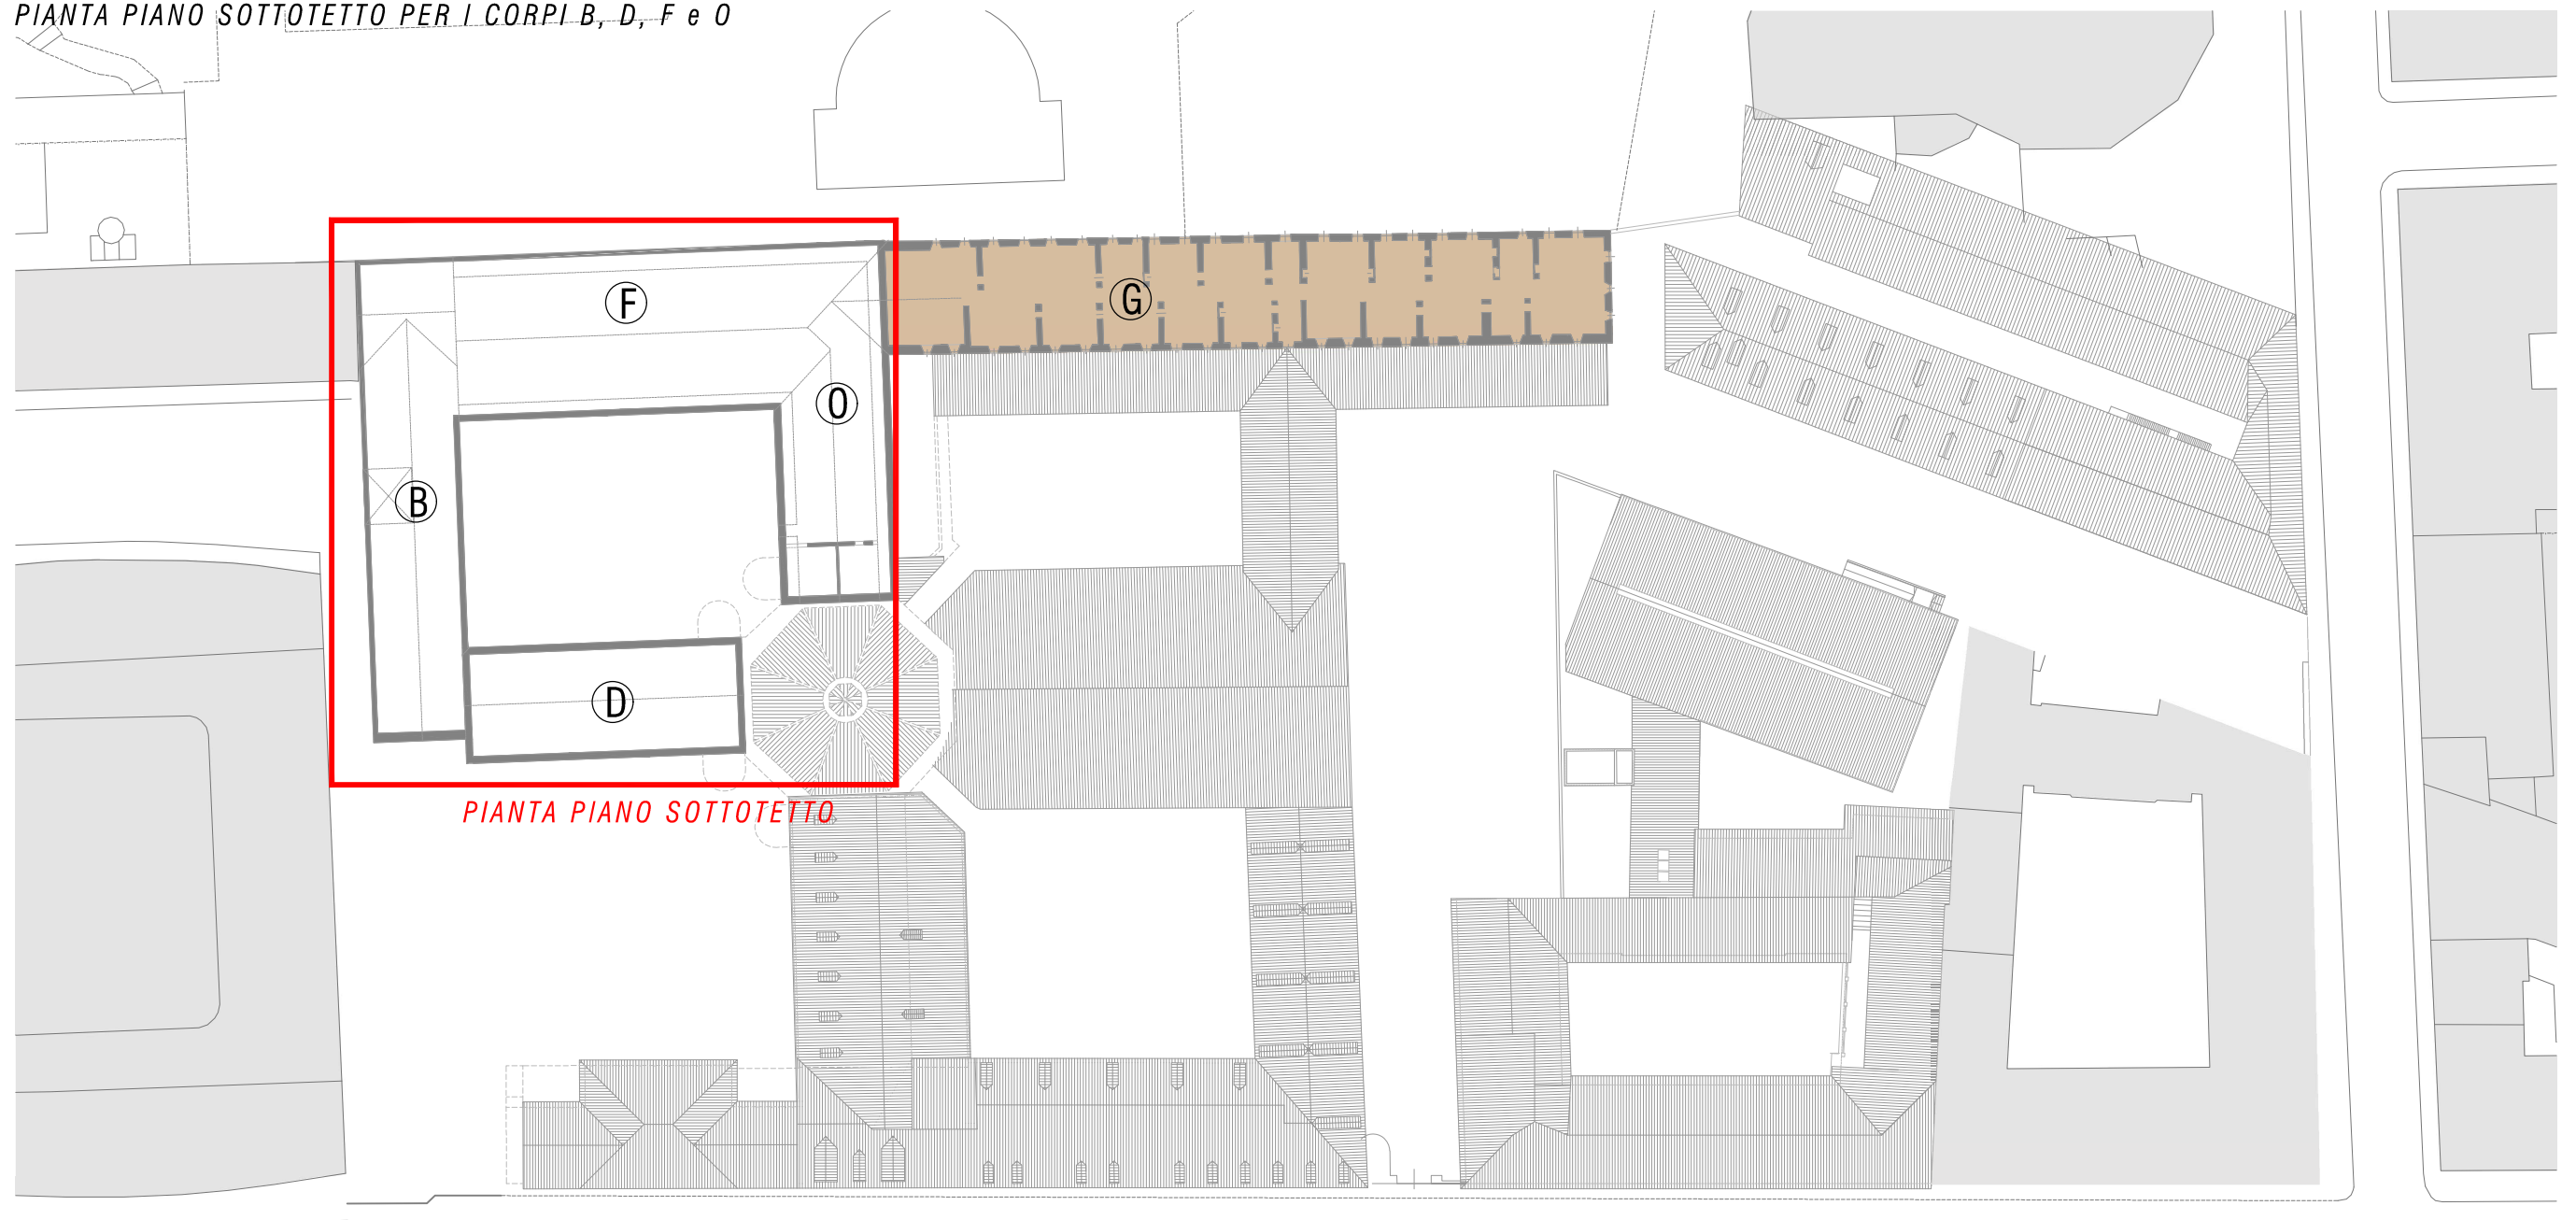 PIANTA PIANO SOTTOTETTO PER I CORPI B, D, F e O
F
G
O
B
D
PIANTA PIANO SOTTOTETTO